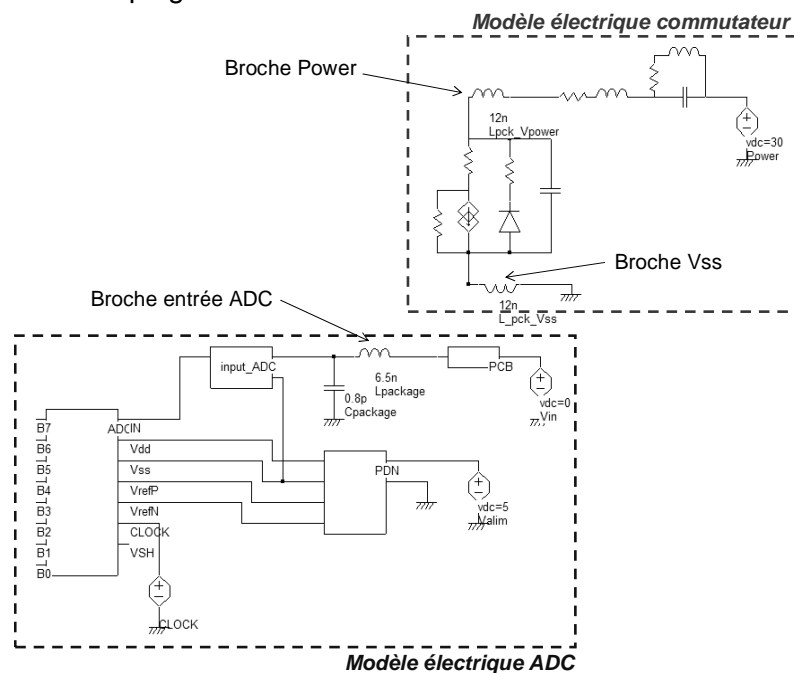 Modèle électrique commutateur
Broche Power
12n
Lpck_Vpower
vdc=30
Power
Broche Vss
12n
L_pck_Vss
Broche entrée ADC
input_ADC
6.5n
Lpackage
0.8p
Cpackage
PCB
vdc=0
Vin
B7
B6
B5
B4
B3
B2
B1
B0
ADC
IN
Vdd
Vss
VrefP
VrefN
CLOCK
VSH
PDN
vdc=5
Valim
CLOCK
Modèle électrique ADC